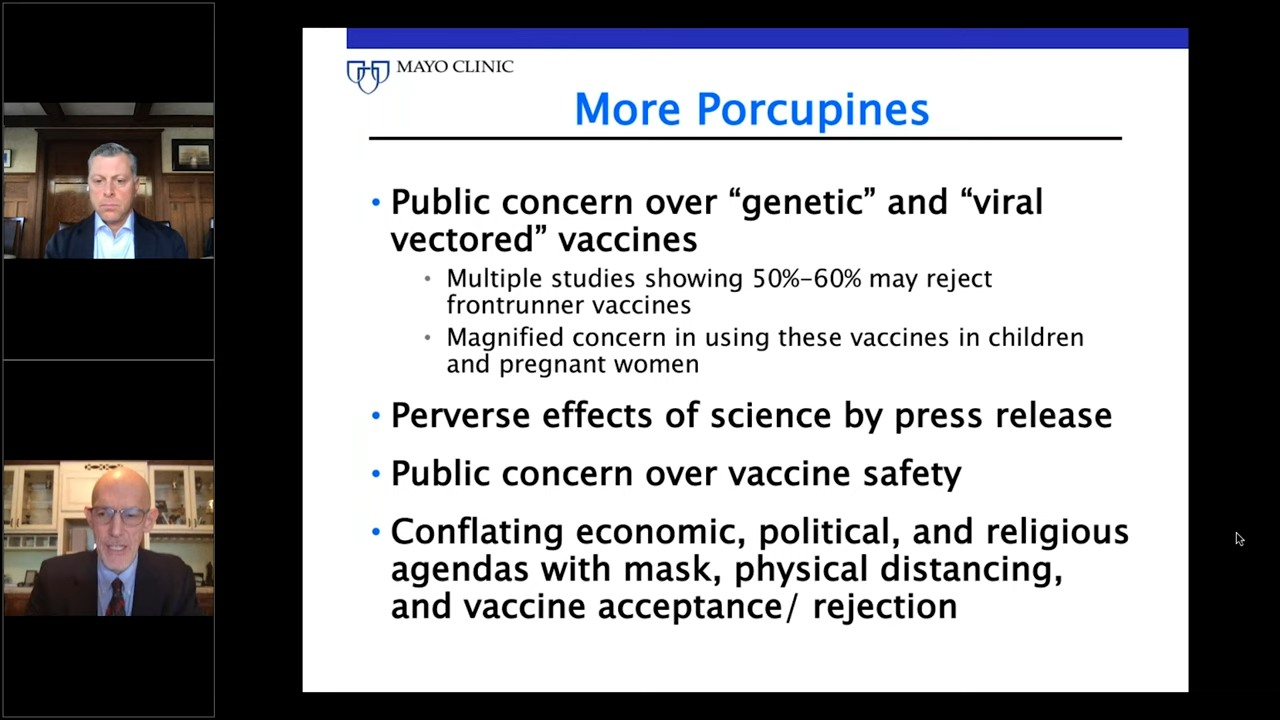 MAYO CLINIC
More Porcupines
• Public concern over “genetic” and “viral
vectored” vaccines
• Multiple studies showing 50%–60% may reject
frontrunner vaccines
• Magnified concern in using these vaccines in children
and pregnant women
• Perverse effects of science by press release
• Public concern over vaccine safety
• Conflating economic, political, and religious
agendas with mask, physical distancing,
and vaccine acceptance/ rejection